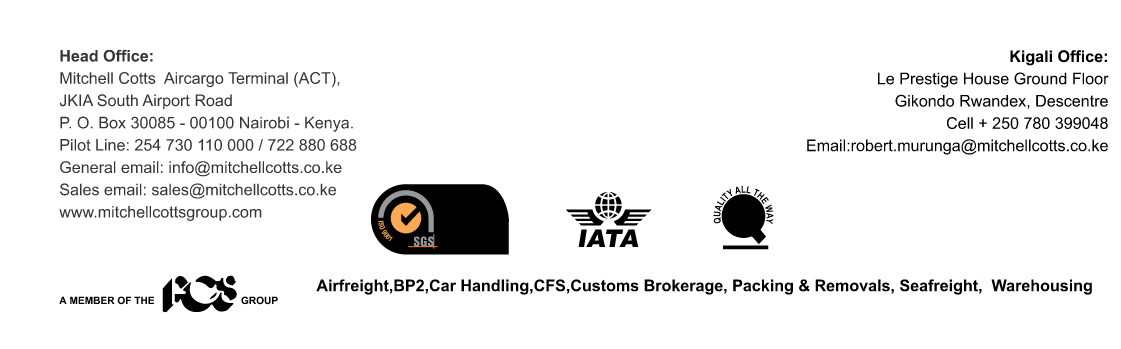 Head Office:
Mitchell Cotts Aircargo Terminal (ACT),
JKIA South Airport Road
P. O. Box 30085 - 00100 Nairobi - Kenya.
Pilot Line: 254 730 110 000 / 722 880 688
General email: info@mitchellcotts.co.ke
Sales email: sales@mitchellcotts.co.ke
www.mitchellcottsgroup.com
Kigali Office:
Le Prestige House Ground Floor
Gikondo Rwandex, Descentre
Cell + 250 780 399048
Email:robert.murunga@mitchellcotts.co.ke
ISO 9001
SGS
IATA
QUALITY ALL THE WAY
A MEMBER OF THE FCS GROUP
Airfreight,BP2,Car Handling,CFS,Customs Brokerage, Packing & Removals, Seafreight, Warehousing